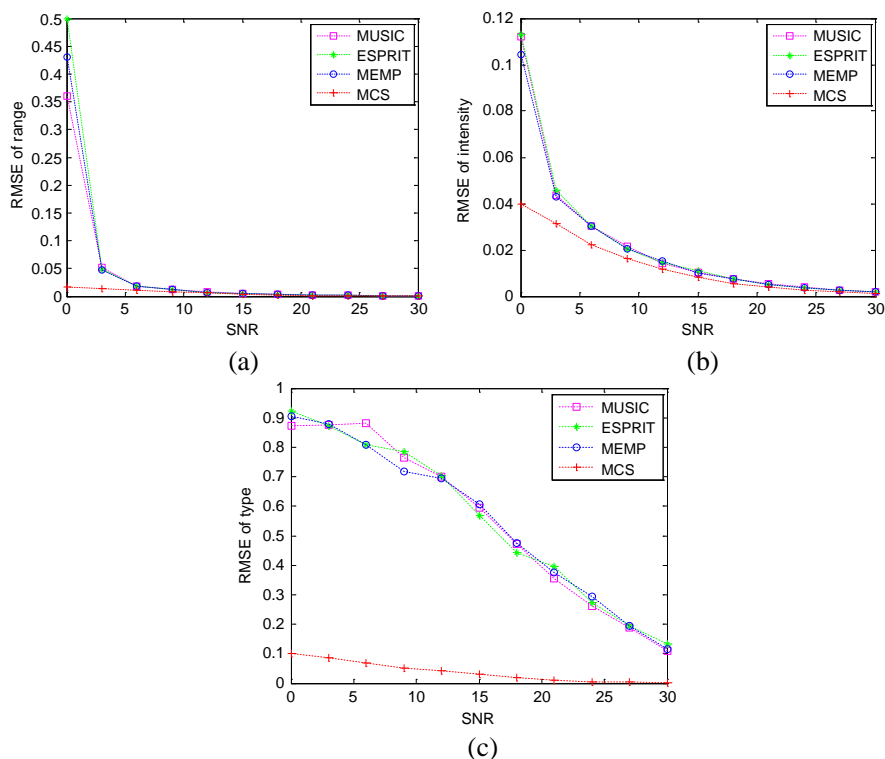 0.5
0.45
0.4
0.35
0.3
0.25
0.2
0.15
0.1
0.05
0
RMSE of range
0 5 10 15 20 25 30
SNR
MUSIC
ESPRIT
MEMP
MCS
(a)
0.12
0.1
0.08
0.06
0.04
0.02
0
RMSE of intensity
0 5 10 15 20 25 30
SNR
MUSIC
ESPRIT
MEMP
MCS
(b)
1
0.9
0.8
0.7
0.6
0.5
0.4
0.3
0.2
0.1
0
RMSE of type
0 5 10 15 20 25 30
SNR
MUSIC
ESPRIT
MEMP
MCS
(c)